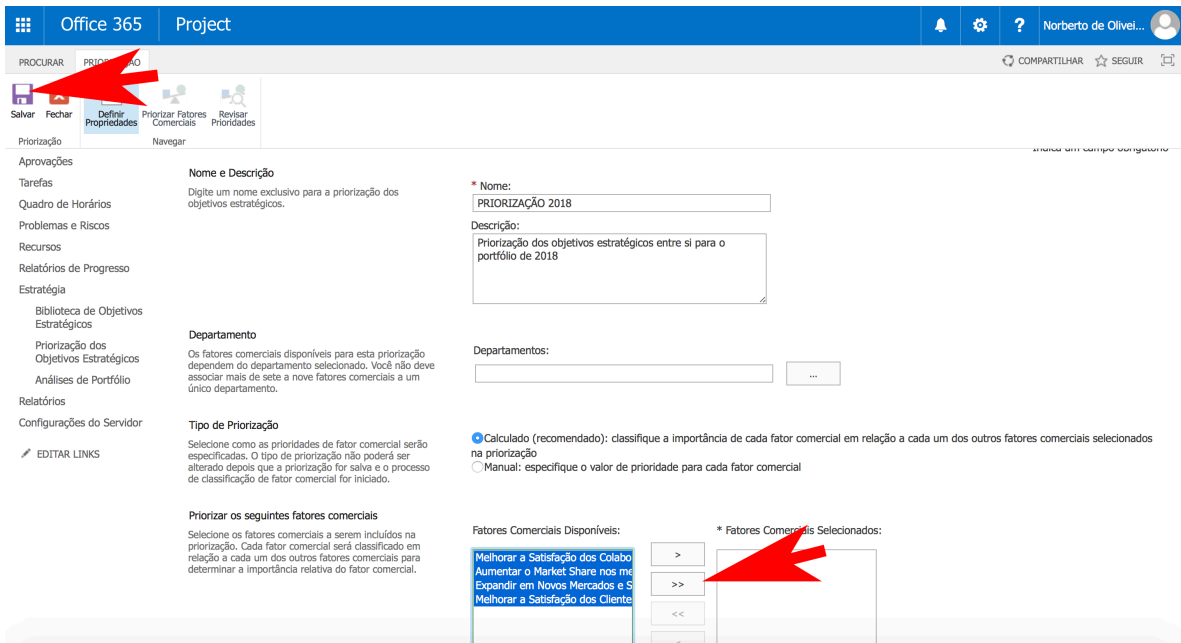 Office 365
Project
?
Norberto de Olivei...
PROCURAR
COMPARTILHAR
SEGUIR
Salvar
Fechar
Definir
Propriedades
Priorizar Fatores
Comerciais
Revisar
Prioridades
Priorização
Navegar
Indica um campo obrigatório
Aprovações
Tarefas
Quadro de Horários
Problemas e Riscos
Recursos
Relatórios de Progresso
Estratégia
Biblioteca de Objetivos
Estratégicos
Priorização dos
Objetivos Estratégicos
Análises de Portfólio
Relatórios
Configurações do Servidor
EDITAR LINKS
Nome e Descrição
Digite um nome exclusivo para a priorização dos
objetivos estratégicos.
* Nome:
PRIORIZAÇÃO 2018
Descrição:
Priorização dos objetivos estratégicos entre si para o
portfólio de 2018
Departamento
Os fatores comerciais disponíveis para esta priorização
dependem do departamento selecionado. Você não deve
associar mais de sete a nove fatores comerciais a um
único departamento.
Departamentos:
...
Tipo de Priorização
Selecione como as prioridades de fator comercial serão
especificadas. O tipo de priorização não poderá ser
alterado depois que a priorização for salva e o processo
de classificação de fator comercial for iniciado.
Calculado (recomendado): classifique a importância de cada fator comercial em relação a cada um dos outros fatores comerciais selecionados
na priorização
Manual: especifique o valor de prioridade para cada fator comercial
Priorizar os seguintes fatores comerciais
Selecione os fatores comerciais a serem incluídos na
priorização. Cada fator comercial será classificado em
relação a cada um dos outros fatores comerciais para
determinar a importância relativa do fator comercial.
Fatores Comerciais Disponíveis:
Melhorar a Satisfação dos Colabo
Aumentar o Market Share nos me
Expandir em Novos Mercados e S
Melhorar a Satisfação dos Cliente
>
>>
<<
* Fatores Comerciais Selecionados: